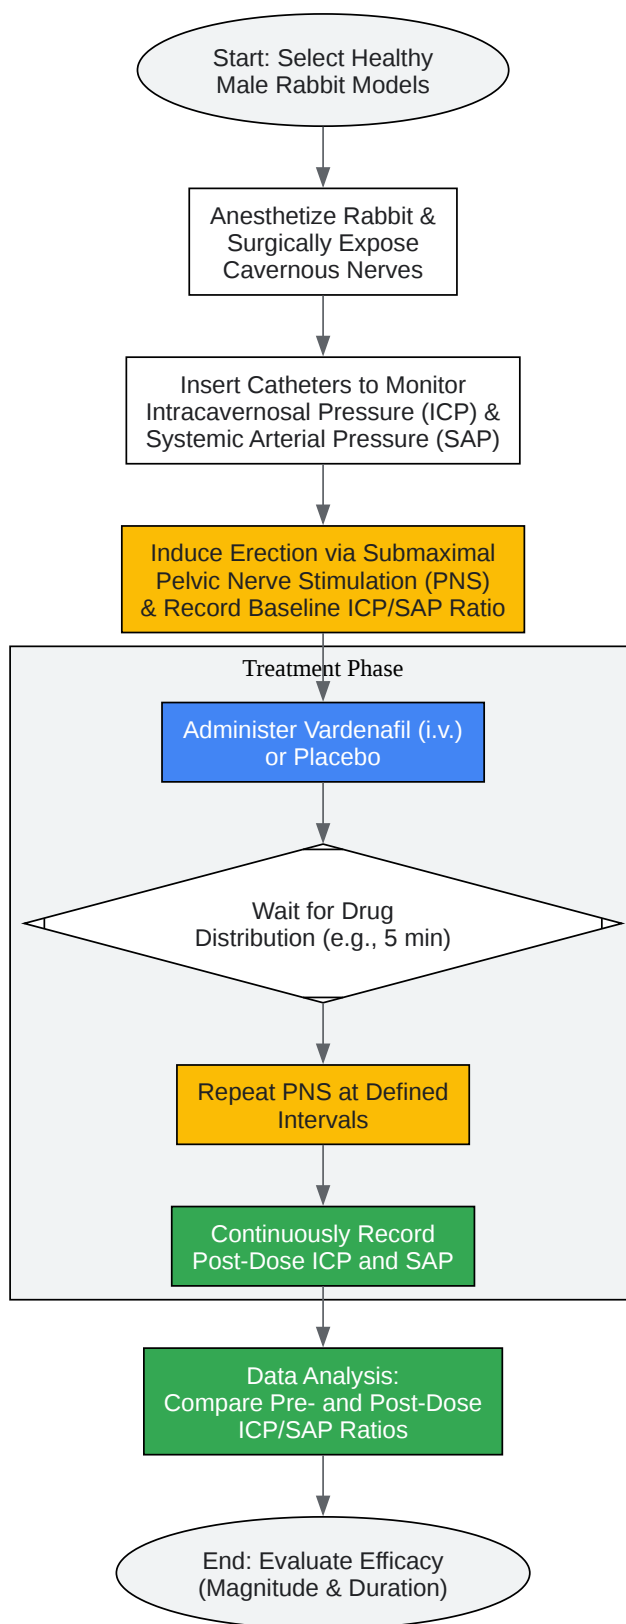 Start: Select Healthy
Male Rabbit Models
Anesthetize Rabbit &
Surgically Expose
Cavernous Nerves
Insert Catheters to Monitor
Intracavernosal Pressure (ICP) &
Systemic Arterial Pressure (SAP)
Induce Erection via Submaximal
Pelvic Nerve Stimulation (PNS)
& Record Baseline ICP/SAP Ratio
Treatment Phase
Administer Vardenafil (i.v.)
or Placebo
Wait for Drug
Distribution (e.g., 5 min)
Repeat PNS at Defined
Intervals
Continuously Record
Post-Dose ICP and SAP
Data Analysis:
Compare Pre- and Post-Dose
ICP/SAP Ratios
End: Evaluate Efficacy
(Magnitude & Duration)